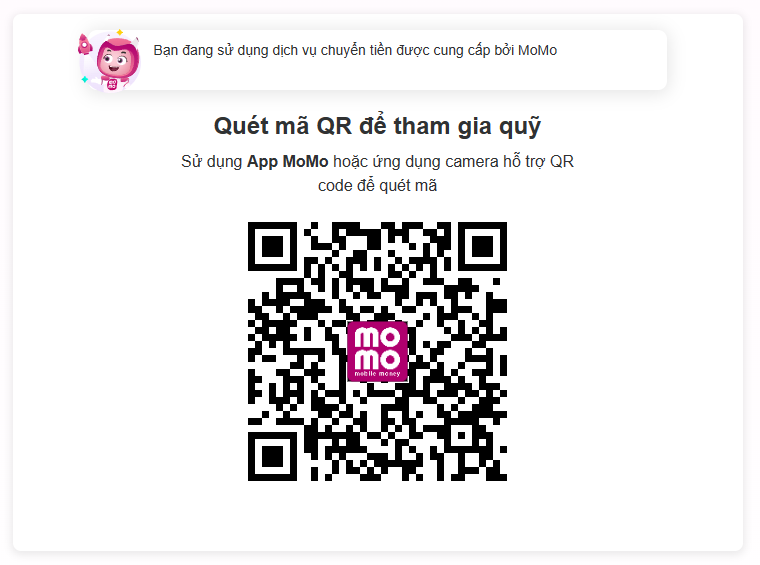 Bạn đang sử dụng dịch vụ chuyển tiền được cung cấp bởi MoMo
mo
mo
Quét mã QR để tham gia quỹ
Sử dụng App MoMo hoặc ứng dụng camera hỗ trợ QR
code để quét mã
mo
mo
mobile money